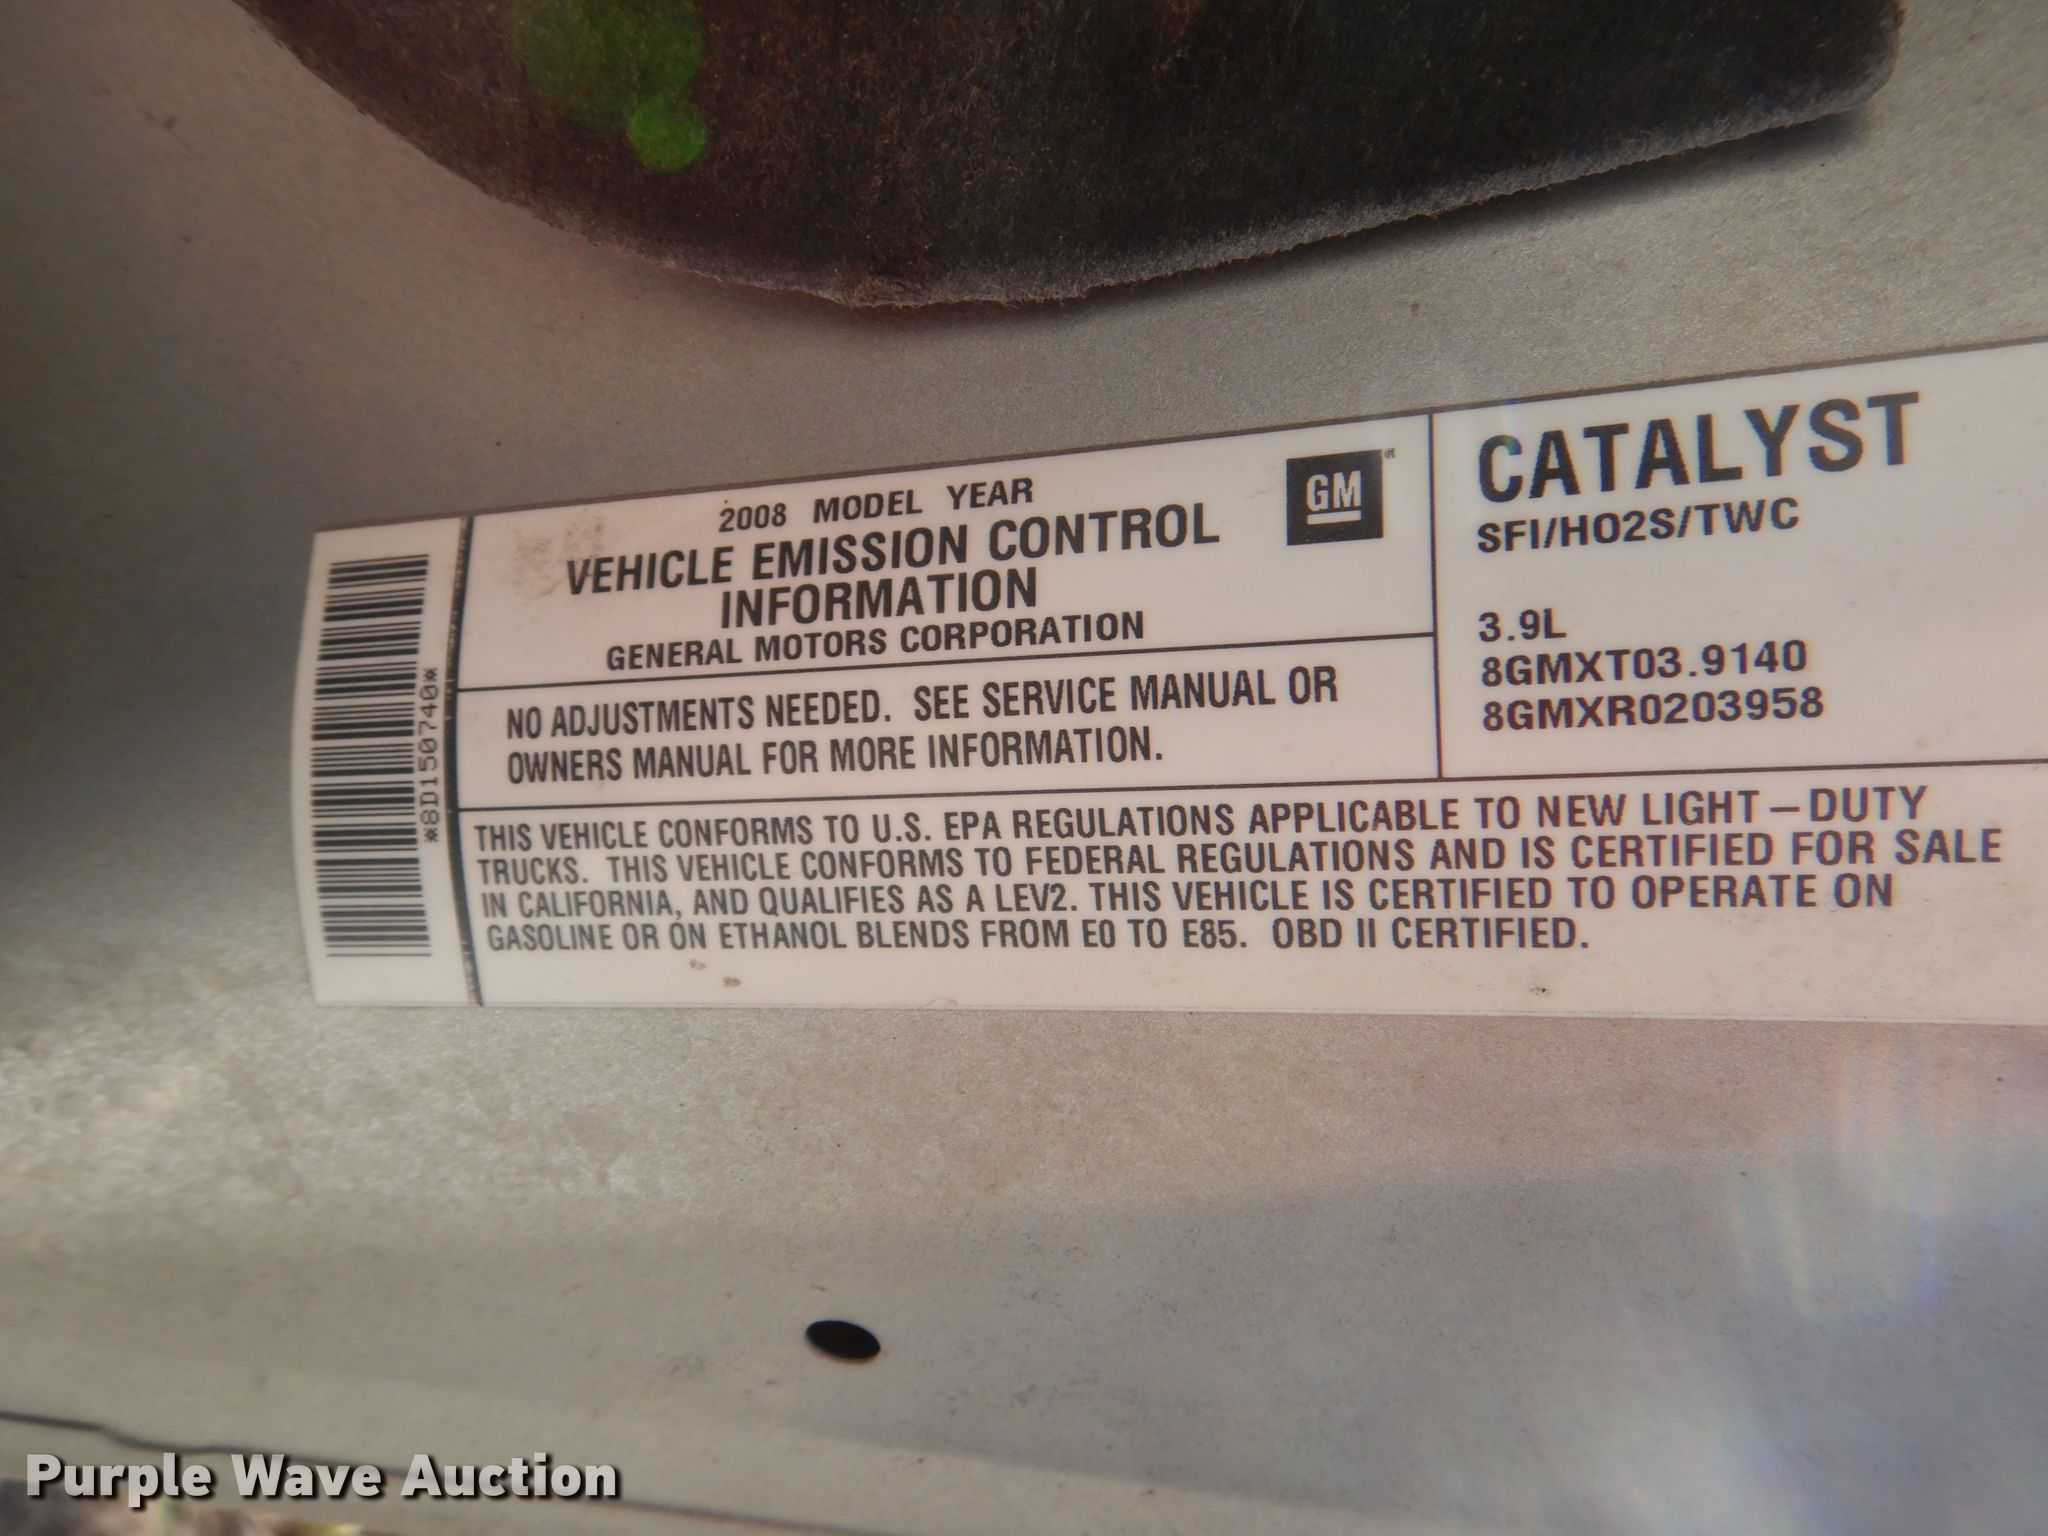 2008 MODEL YEAR
VEHICLE EMISSION CONTROL
INFORMATION
GENERAL MOTORS CORPORATION
GM
®
CATALYST
SFI/HO2S/TWC
3.9L
8GMXT03.9140
8GMXR0203958
NO ADJUSTMENTS NEEDED. SEE SERVICE MANUAL OR
OWNERS MANUAL FOR MORE INFORMATION.
THIS VEHICLE CONFORMS TO U.S. EPA REGULATIONS APPLICABLE TO NEW LIGHT–DUTY
TRUCKS. THIS VEHICLE CONFORMS TO FEDERAL REGULATIONS AND IS CERTIFIED FOR SALE
IN CALIFORNIA, AND QUALIFIES AS A LEV2. THIS VEHICLE IS CERTIFIED TO OPERATE ON
GASOLINE OR ON ETHANOL BLENDS FROM E0 TO E85. OBD II CERTIFIED.
*8D150740*
Purple Wave Auction